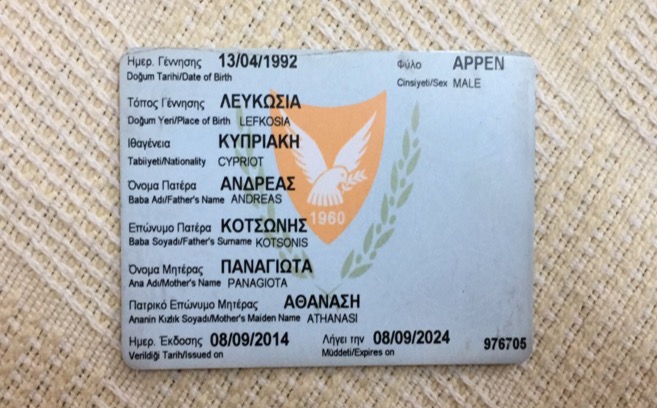 Ημερ. Γέννησης 13/04/1992 Φύλο ΑΡΡΕΝ
Doğum Tarihi/Date of Birth Cinsiyeti/Sex MALE
Τόπος Γέννησης ΛΕΥΚΩΣΙΑ
Doğum Yeri/Place of Birth LEFKOSIA
Ιθαγένεια ΚΥΠΡΙΑΚΗ
Tabiiyeti/Nationality CYPRIOT
Όνομα Πατέρα ΑΝΔΡΕΑΣ
Baba Adı/Father's Name ANDREAS
1960
Επώνυμο Πατέρα ΚΟΤΣΩΝΗΣ
Baba Soyadı/Father's Surname KOTSONIS
Όνομα Μητέρας ΠΑΝΑΓΙΩΤΑ
Ana Adı/Mother's Name PANAGIOTA
Πατρικό Επώνυμο Μητέρας ΑΘΑΝΑΣΗ
Ananin Kızlık Soyadı/Mother's Maiden Name ATHANASI
Ημερ. Έκδοσης 08/09/2014 Λήγει την 08/09/2024 976705
Verildiği Tarih/Issued on Müddeti/Expires on